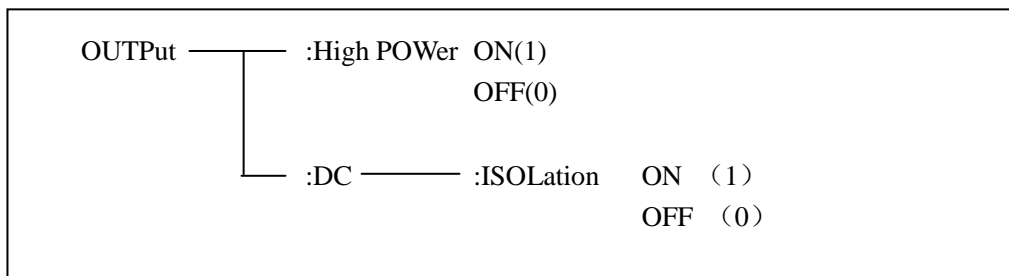 OUTPut :High POWer ON(1)
OFF(0)
:DC :ISOLation ON （1）
OFF （0）